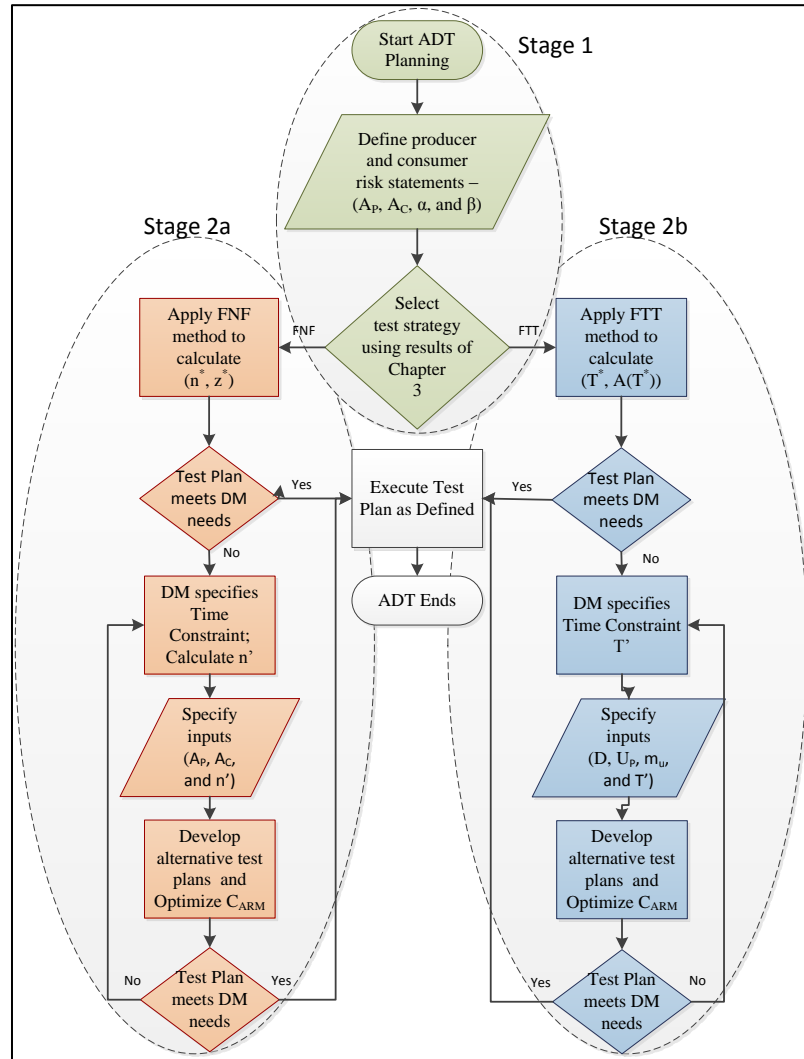 Stage 1
Start ADT
Planning
Define producer
and consumer
risk statements –
(Aₚ, A_C, α, and β)
Stage 2a
Stage 2b
Select
test strategy
using results of
Chapter
3
FNF
FTT
Apply FNF
method to
calculate
(n*, z*)
Apply FTT
method to
calculate
(T*, A(T*))
Test Plan
meets DM
needs
Yes
No
Execute Test
Plan as Defined
ADT Ends
Test Plan
meets DM
needs
Yes
No
DM specifies
Time
Constraint;
Calculate n’
Specify
inputs
(Aₚ, A_C,
and n’)
Develop
alternative test
plans and
Optimize C_ARM
Test Plan
meets DM
needs
No
Yes
DM specifies
Time Constraint
T’
Specify
inputs
(D, Uₚ, mᵤ,
and T’)
Develop
alternative test
plans and
Optimize C_ARM
Test Plan
meets DM
needs
Yes
No